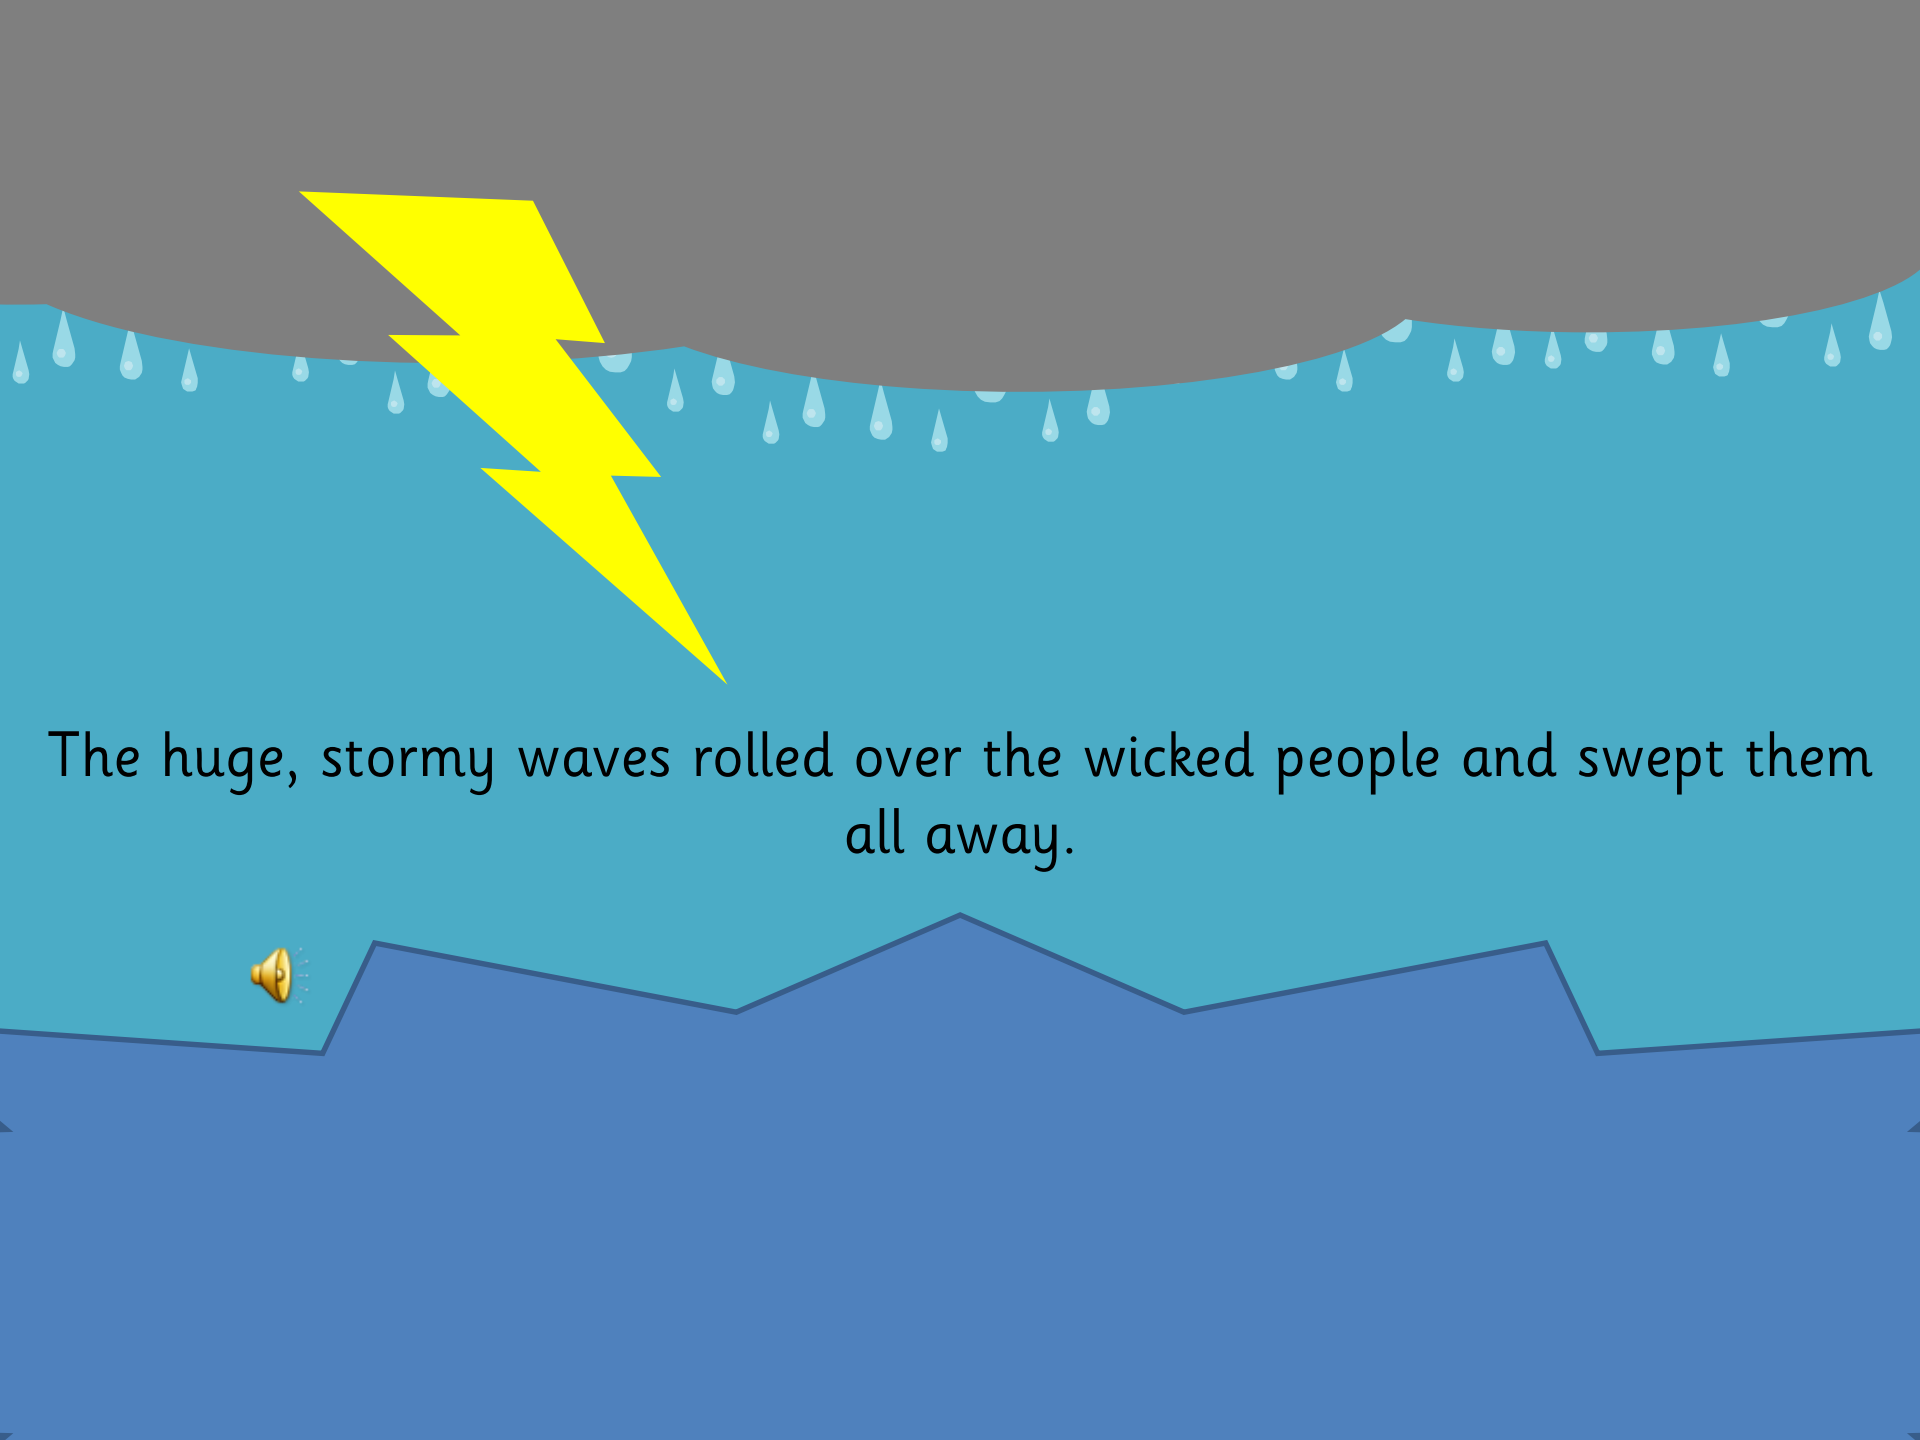 The huge, stormy waves rolled over the wicked people and swept them
all away.